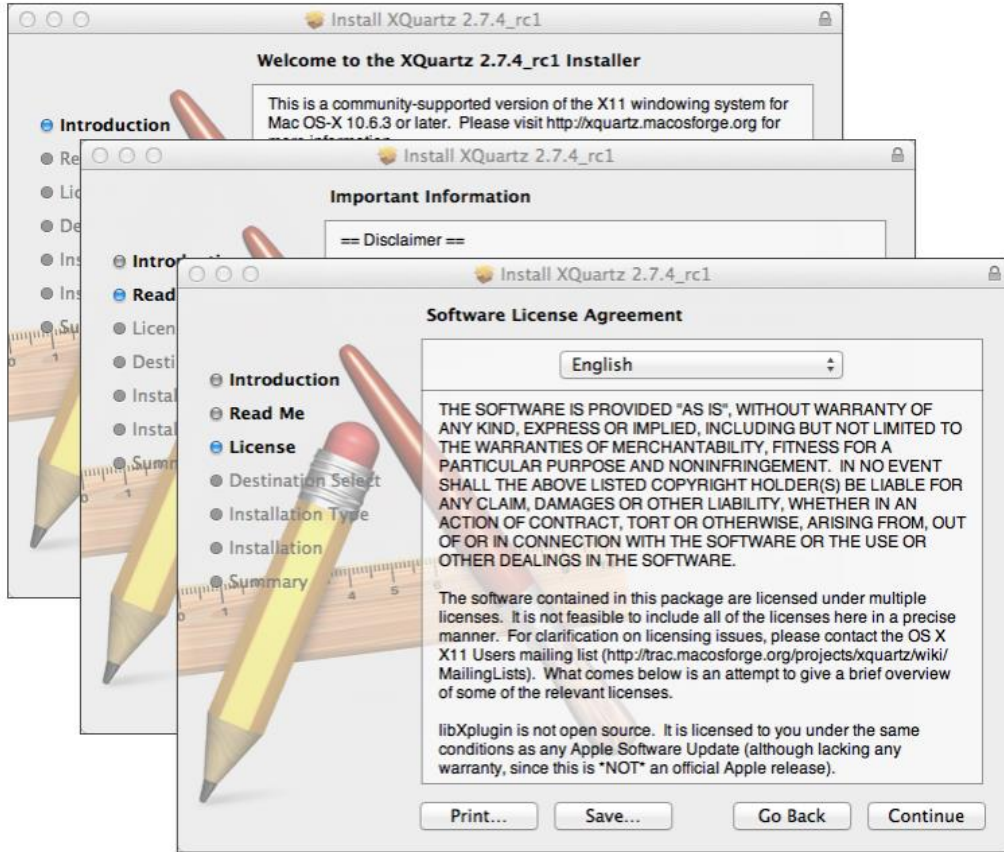 Install XQuartz 2.7.4_rc1
Welcome to the XQuartz 2.7.4_rc1 Installer
Introduction
This is a community-supported version of the X11 windowing system for
Mac OS-X 10.6.3 or later. Please visit http://xquartz.macosforge.org for
Install XQuartz 2.7.4_rc1
Important Information
== Disclaimer ==
Read
Install XQuartz 2.7.4_rc1
Software License Agreement
Introduction
Read Me
License
Destination Select
Installation Type
Installation
Summary
English
THE SOFTWARE IS PROVIDED "AS IS", WITHOUT WARRANTY OF
ANY KIND, EXPRESS OR IMPLIED, INCLUDING BUT NOT LIMITED TO
THE WARRANTIES OF MERCHANTABILITY, FITNESS FOR A
PARTICULAR PURPOSE AND NONINFRINGEMENT. IN NO EVENT
SHALL THE ABOVE LISTED COPYRIGHT HOLDER(S) BE LIABLE FOR
ANY CLAIM, DAMAGES OR OTHER LIABILITY, WHETHER IN AN
ACTION OF CONTRACT, TORT OR OTHERWISE, ARISING FROM, OUT
OF OR IN CONNECTION WITH THE SOFTWARE OR THE USE OR
OTHER DEALINGS IN THE SOFTWARE.
The software contained in this package are licensed under multiple
licenses. It is not feasible to include all of the licenses here in a precise
manner. For clarification on licensing issues, please contact the OS X
X11 Users mailing list (http://trac.macosforge.org/projects/xquartz/wiki/
MailingLists). What comes below is an attempt to give a brief overview
of some of the relevant licenses.
libXplugin is not open source. It is licensed to you under the same
conditions as any Apple Software Update (although lacking any
warranty, since this is *NOT* an official Apple release).
Print...
Save...
Go Back
Continue